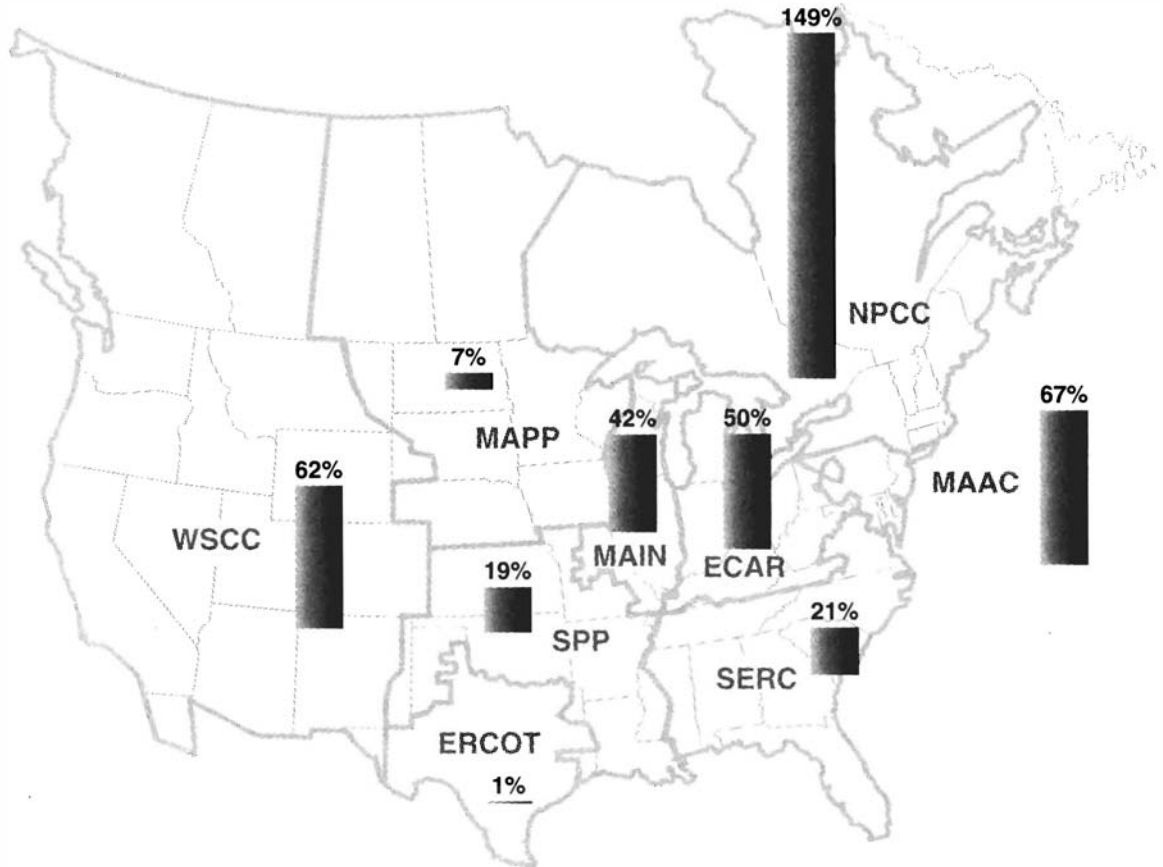 149%
NPCC
7%
MAPP
42%
50%
67%
MAAC
62%
WSCC
MAIN
ECAR
19%
SPP
21%
SERC
ERCOT
1%